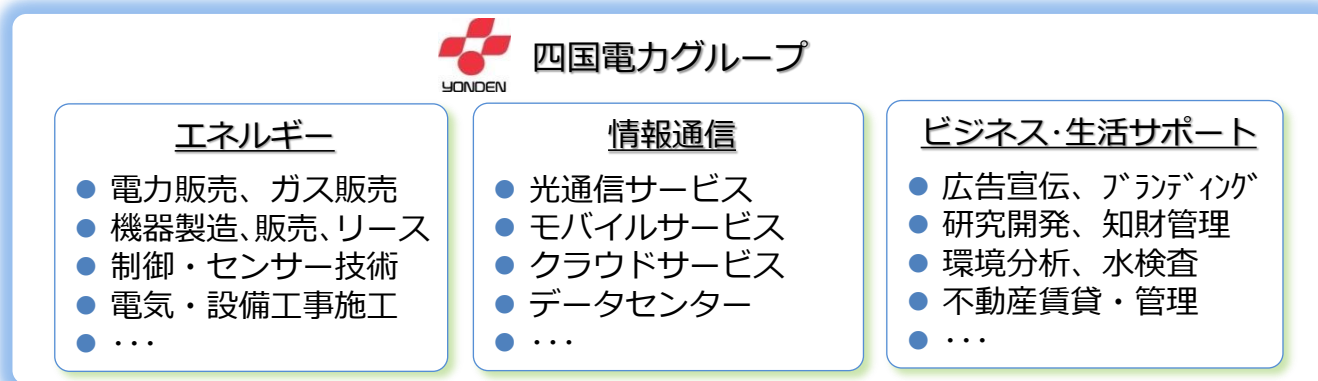 四国電力グループ
YONDEN
エネルギー
● 電力販売、ガス販売
● 機器製造、販売、リース
● 制御・センサー技術
● 電気・設備工事施工
● ･･･
情報通信
● 光通信サービス
● モバイルサービス
● クラウドサービス
● データセンター
● ･･･
ビジネス･生活サポート
● 広告宣伝、ﾌﾞﾗﾝﾃﾞｨﾝｸﾞ
● 研究開発、知財管理
● 環境分析、水検査
● 不動産賃貸・管理
● ･･･